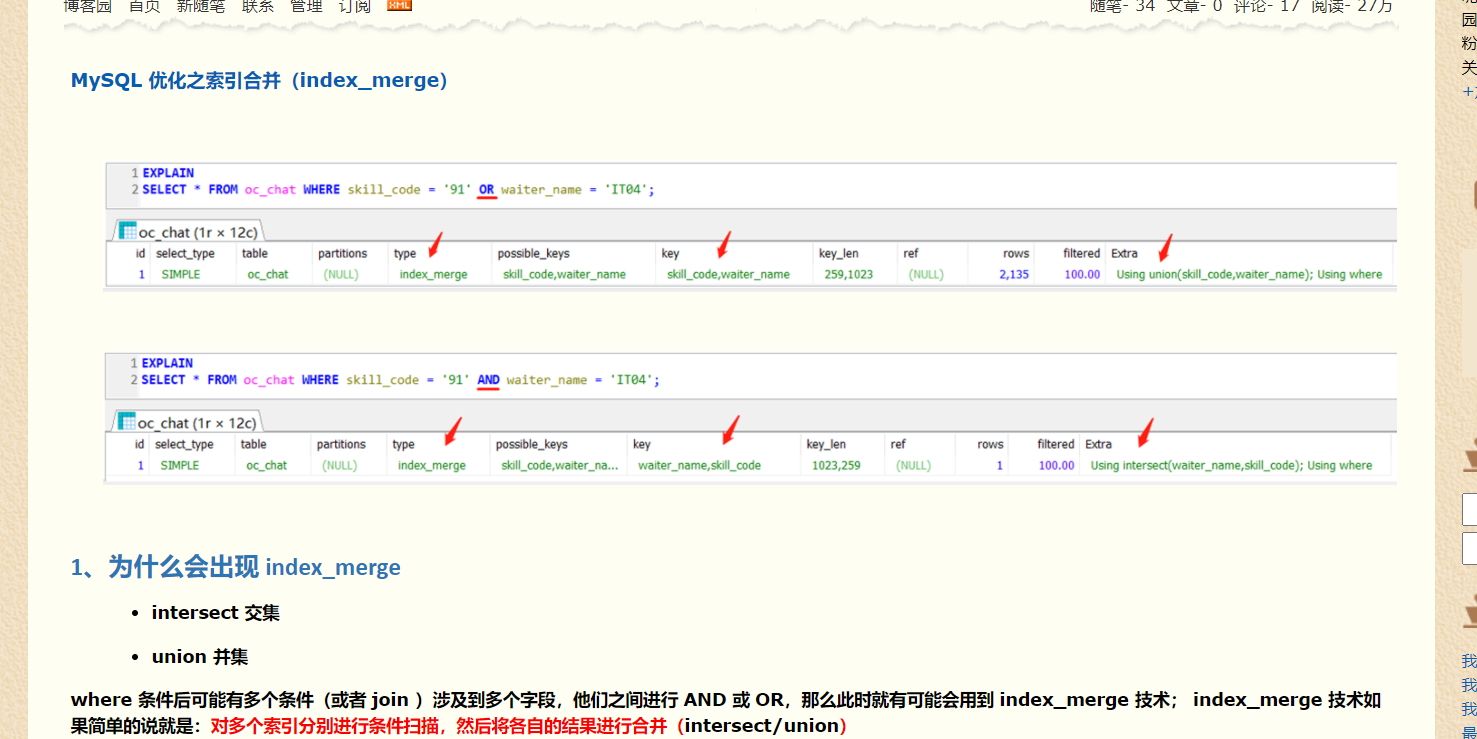 博客园 首页 新随笔 联系 管理 订阅 XML
随笔- 34 文章- 0 评论- 17 阅读- 27万
MySQL 优化之索引合并（index_merge）
1 EXPLAIN
2 SELECT * FROM oc_chat WHERE skill_code = '91' OR waiter_name = 'IT04';
oc_chat (1r × 12c)
id select_type table partitions type possible_keys key key_len ref rows filtered Extra
1 SIMPLE oc_chat (NULL) index_merge skill_code,waiter_name skill_code,waiter_name 259,1023 (NULL) 2,135 100.00 Using union(skill_code,waiter_name); Using where
1 EXPLAIN
2 SELECT * FROM oc_chat WHERE skill_code = '91' AND waiter_name = 'IT04';
oc_chat (1r × 12c)
id select_type table partitions type possible_keys key key_len ref rows filtered Extra
1 SIMPLE oc_chat (NULL) index_merge skill_code,waiter_na... waiter_name,skill_code 1023,259 (NULL) 1 100.00 Using intersect(waiter_name,skill_code); Using where
1、为什么会出现 index_merge
• intersect 交集
• union 并集
where 条件后可能有多个条件（或者 join ）涉及到多个字段，他们之间进行 AND 或 OR，那么此时就有可能会用到 index_merge 技术； index_merge 技术如
果简单的说就是：对多个索引分别进行条件扫描，然后将各自的结果进行合并（intersect/union）
园
粉
关
我
我
我
最